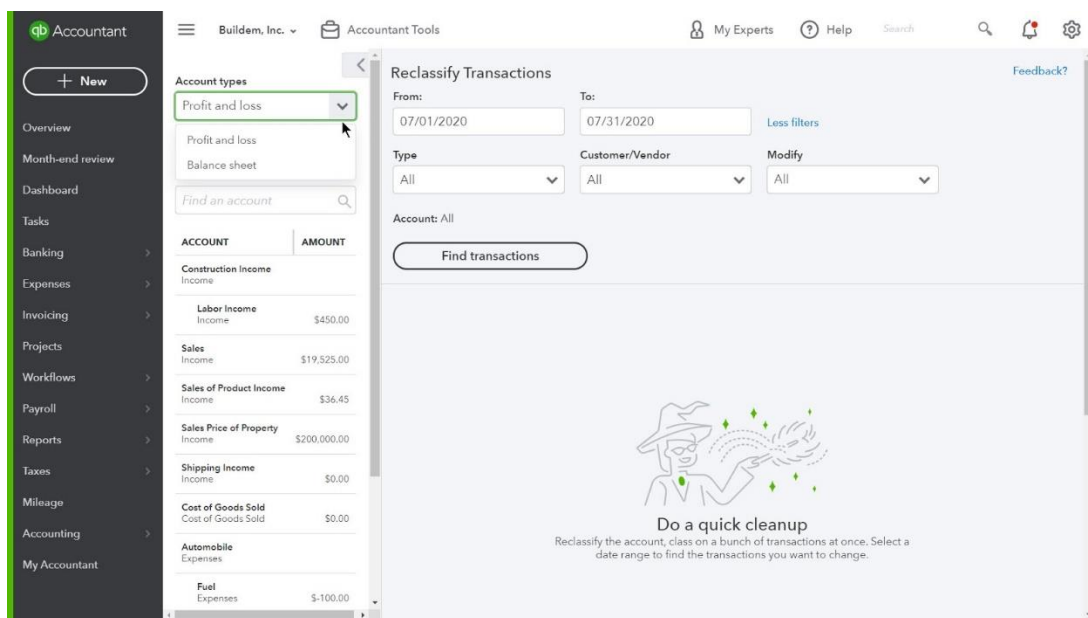 qb Accountant
Buildem, Inc.
Accountant Tools
My Experts
Help
Search
+ New
Overview
Month-end review
Dashboard
Tasks
Banking
Expenses
Invoicing
Projects
Workflows
Payroll
Reports
Taxes
Mileage
Accounting
My Accountant
Account types
Profit and loss
Profit and loss
Balance sheet
Find an account
ACCOUNT AMOUNT
Construction Income
Income
Labor Income
Income $450.00
Sales
Income $19,525.00
Sales of Product Income
Income $36.45
Sales Price of Property
Income $200,000.00
Shipping Income
Income $0.00
Cost of Goods Sold
Cost of Goods Sold $0.00
Automobile
Expenses
Fuel
Expenses $-100.00
Reclassify Transactions
Feedback?
From: To:
07/01/2020 07/31/2020 Less filters
Type Customer/Vendor Modify
All All All
Account: All
Find transactions
Do a quick cleanup
Reclassify the account, class on a bunch of transactions at once. Select a
date range to find the transactions you want to change.